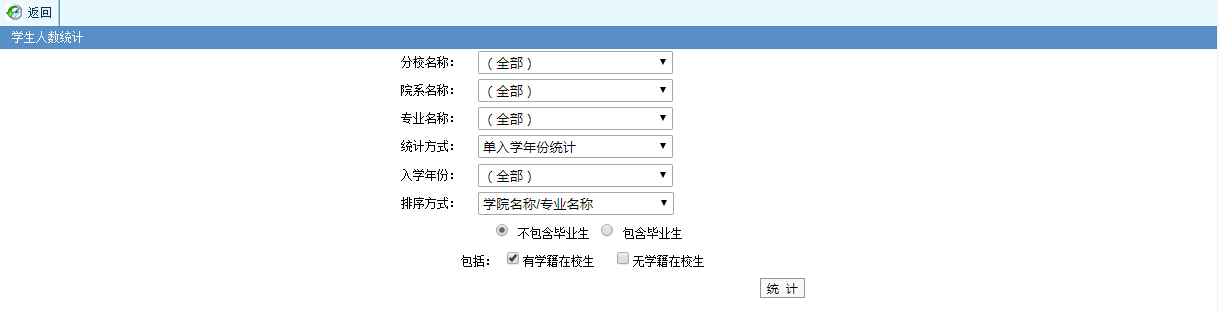 返回
学生人数统计
分校名称： （全部）
院系名称： （全部）
专业名称： （全部）
统计方式： 单入学年份统计
入学年份： （全部）
排序方式： 学院名称/专业名称
不包含毕业生 包含毕业生
包括： 有学籍在校生 无学籍在校生
统 计